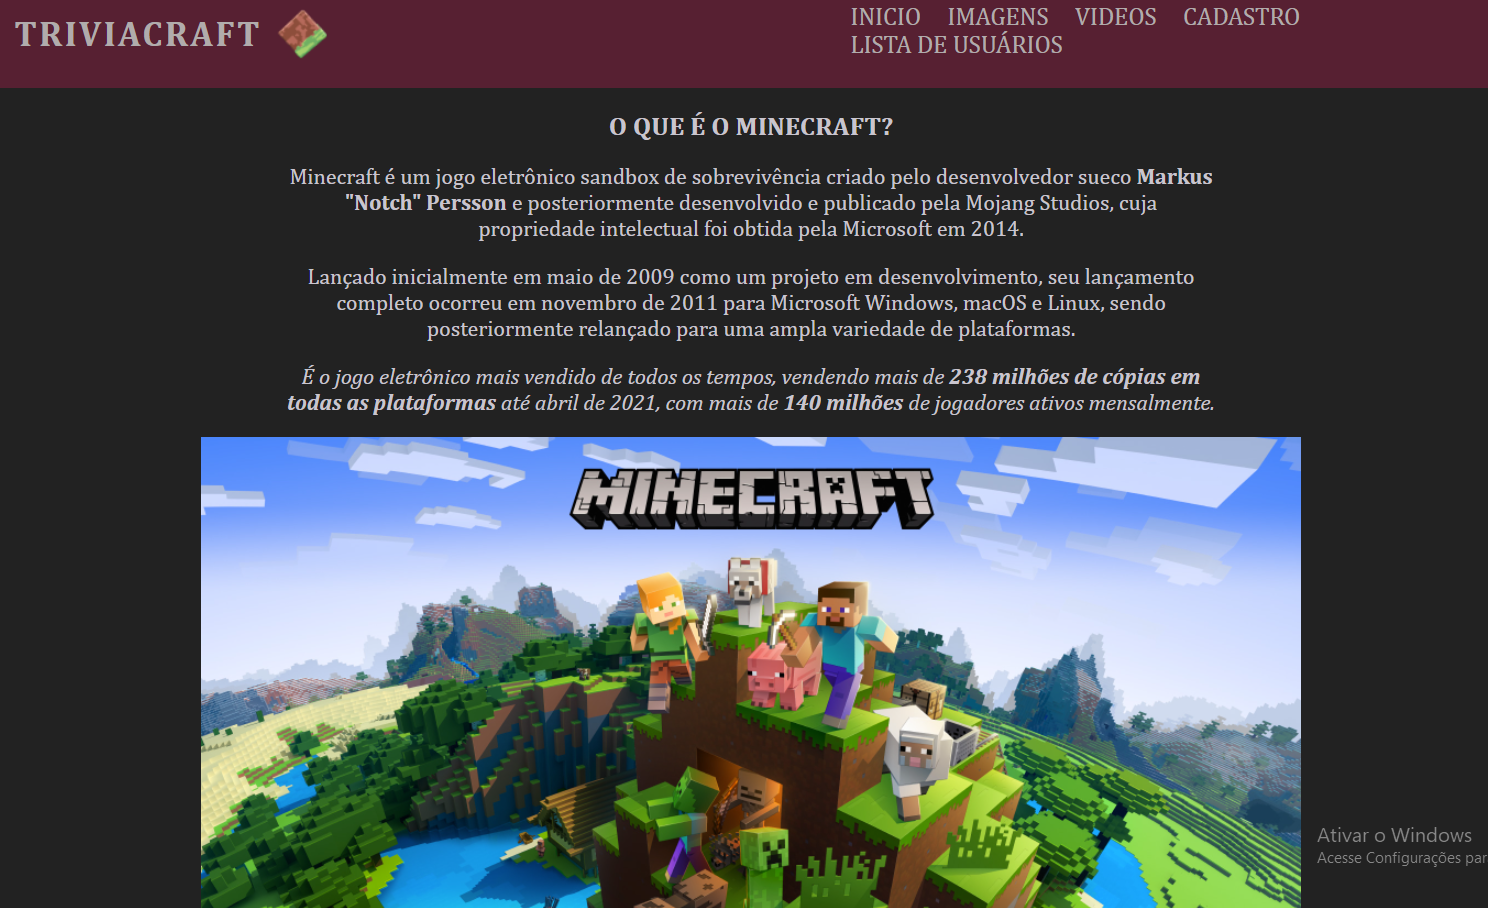 TRIVIACRAFT
INICIO IMAGENS VIDEOS CADASTRO
LISTA DE USUÁRIOS
O QUE É O MINECRAFT?
Minecraft é um jogo eletrônico sandbox de sobrevivência criado pelo desenvolvedor sueco Markus
"Notch" Persson e posteriormente desenvolvido e publicado pela Mojang Studios, cuja
propriedade intelectual foi obtida pela Microsoft em 2014.
Lançado inicialmente em maio de 2009 como um projeto em desenvolvimento, seu lançamento
completo ocorreu em novembro de 2011 para Microsoft Windows, macOS e Linux, sendo
posteriormente relançado para uma ampla variedade de plataformas.
É o jogo eletrônico mais vendido de todos os tempos, vendendo mais de 238 milhões de cópias em
todas as plataformas até abril de 2021, com mais de 140 milhões de jogadores ativos mensalmente.
MINECRAFT
Ativar o Windows
Acesse Configurações par